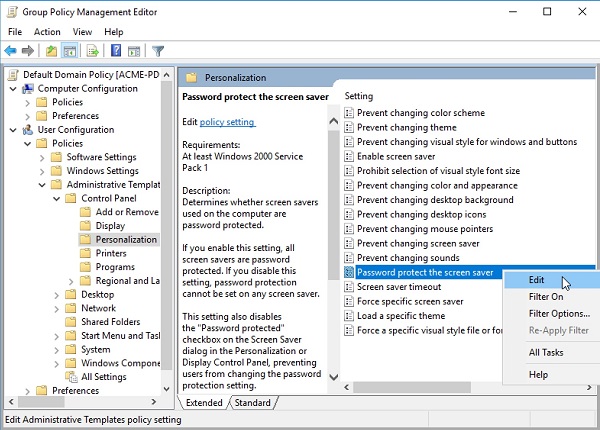 Group Policy Management Editor
File Action View Help
Default Domain Policy [ACME-PD
Computer Configuration
Policies
Preferences
User Configuration
Policies
Software Settings
Windows Settings
Administrative Templat
Control Panel
Add or Remove
Display
Personalization
Printers
Programs
Regional and La
Desktop
Network
Shared Folders
Start Menu and Task
System
Windows Compone
All Settings
Preferences
Personalization
Password protect the screen saver
Edit policy setting
Requirements:
At least Windows 2000 Service
Pack 1
Description:
Determines whether screen savers
used on the computer are
password protected.
If you enable this setting, all
screen savers are password
protected. If you disable this
setting, password protection
cannot be set on any screen saver.
This setting also disables
the "Password protected"
checkbox on the Screen Saver
dialog in the Personalization or
Display Control Panel, preventing
users from changing the password
protection setting.
Setting
Prevent changing color scheme
Prevent changing theme
Prevent changing visual style for windows and buttons
Enable screen saver
Prohibit selection of visual style font size
Prevent changing color and appearance
Prevent changing desktop background
Prevent changing desktop icons
Prevent changing mouse pointers
Prevent changing screen saver
Prevent changing sounds
Password protect the screen saver
Screen saver timeout
Force specific screen saver
Load a specific theme
Force a specific visual style file or for
Edit
Filter On
Filter Options...
Re-Apply Filter
All Tasks
Help
Extended Standard
Edit Administrative Templates policy setting